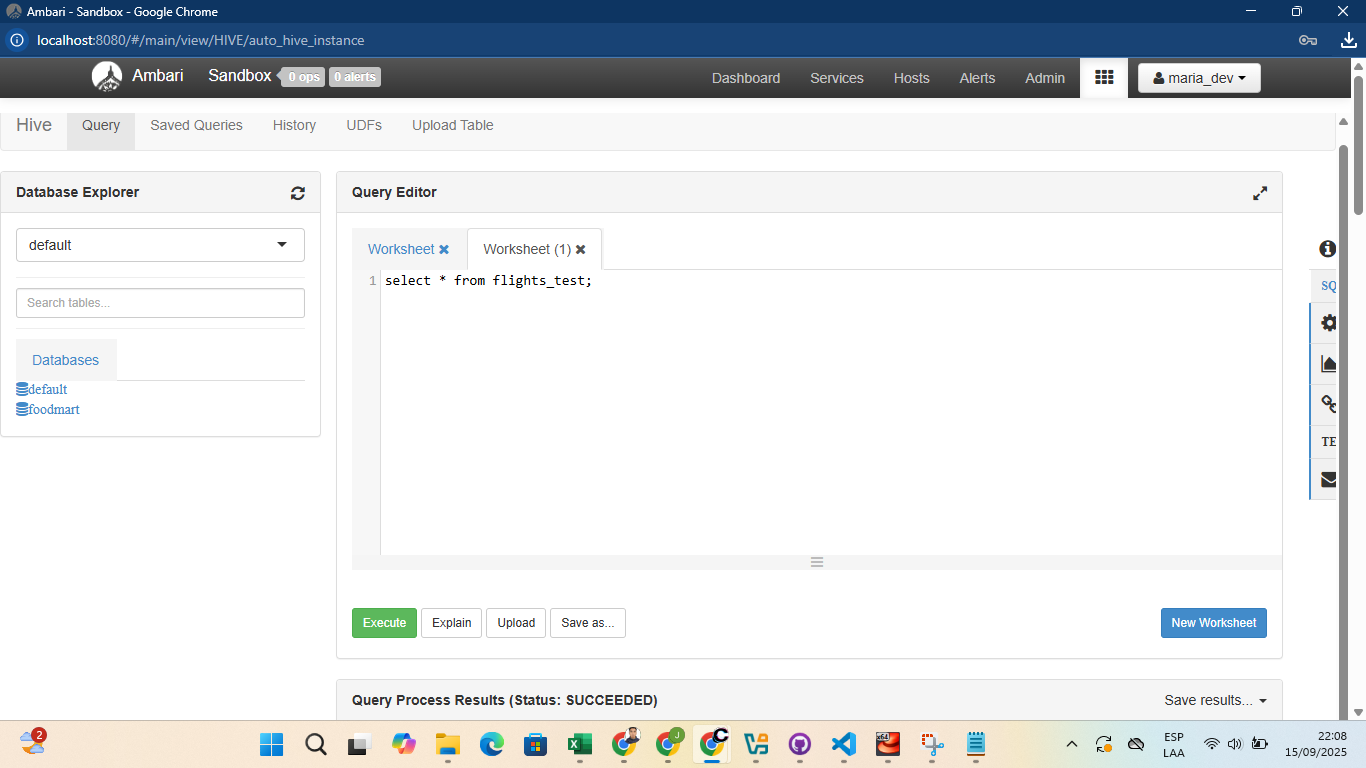 Ambari - Sandbox - Google Chrome
localhost:8080/#/main/view/HIVE/auto_hive_instance
Ambari Sandbox 0 ops 0 alerts Dashboard Services Hosts Alerts Admin maria_dev
Hive Query Saved Queries History UDFs Upload Table
Database Explorer
default
Search tables...
Databases
default
foodmart
Query Editor
Worksheet Worksheet (1)
1 select * from flights_test;
SQ
TE
Execute Explain Upload Save as... New Worksheet
Query Process Results (Status: SUCCEEDED) Save results...
2
J
x64
ESP
LAA
22:08
15/09/2025